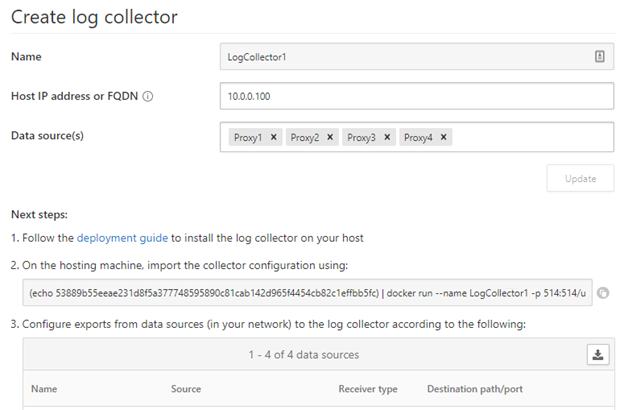 Create log collector
Name
LogCollector1
Host IP address or FQDN
10.0.0.100
Data source(s)
Proxy1 × Proxy2 × Proxy3 × Proxy4 ×
Update
Next steps:
1. Follow the deployment guide to install the log collector on your host
2. On the hosting machine, import the collector configuration using:
(echo 53889b55eeae231d8f5a377748595890c81cab142d965f4454cb82c1effbb5fc) | docker run --name LogCollector1 -p 514:514/u
3. Configure exports from data sources (in your network) to the log collector according to the following:
1 - 4 of 4 data sources
Name Source Receiver type Destination path/port